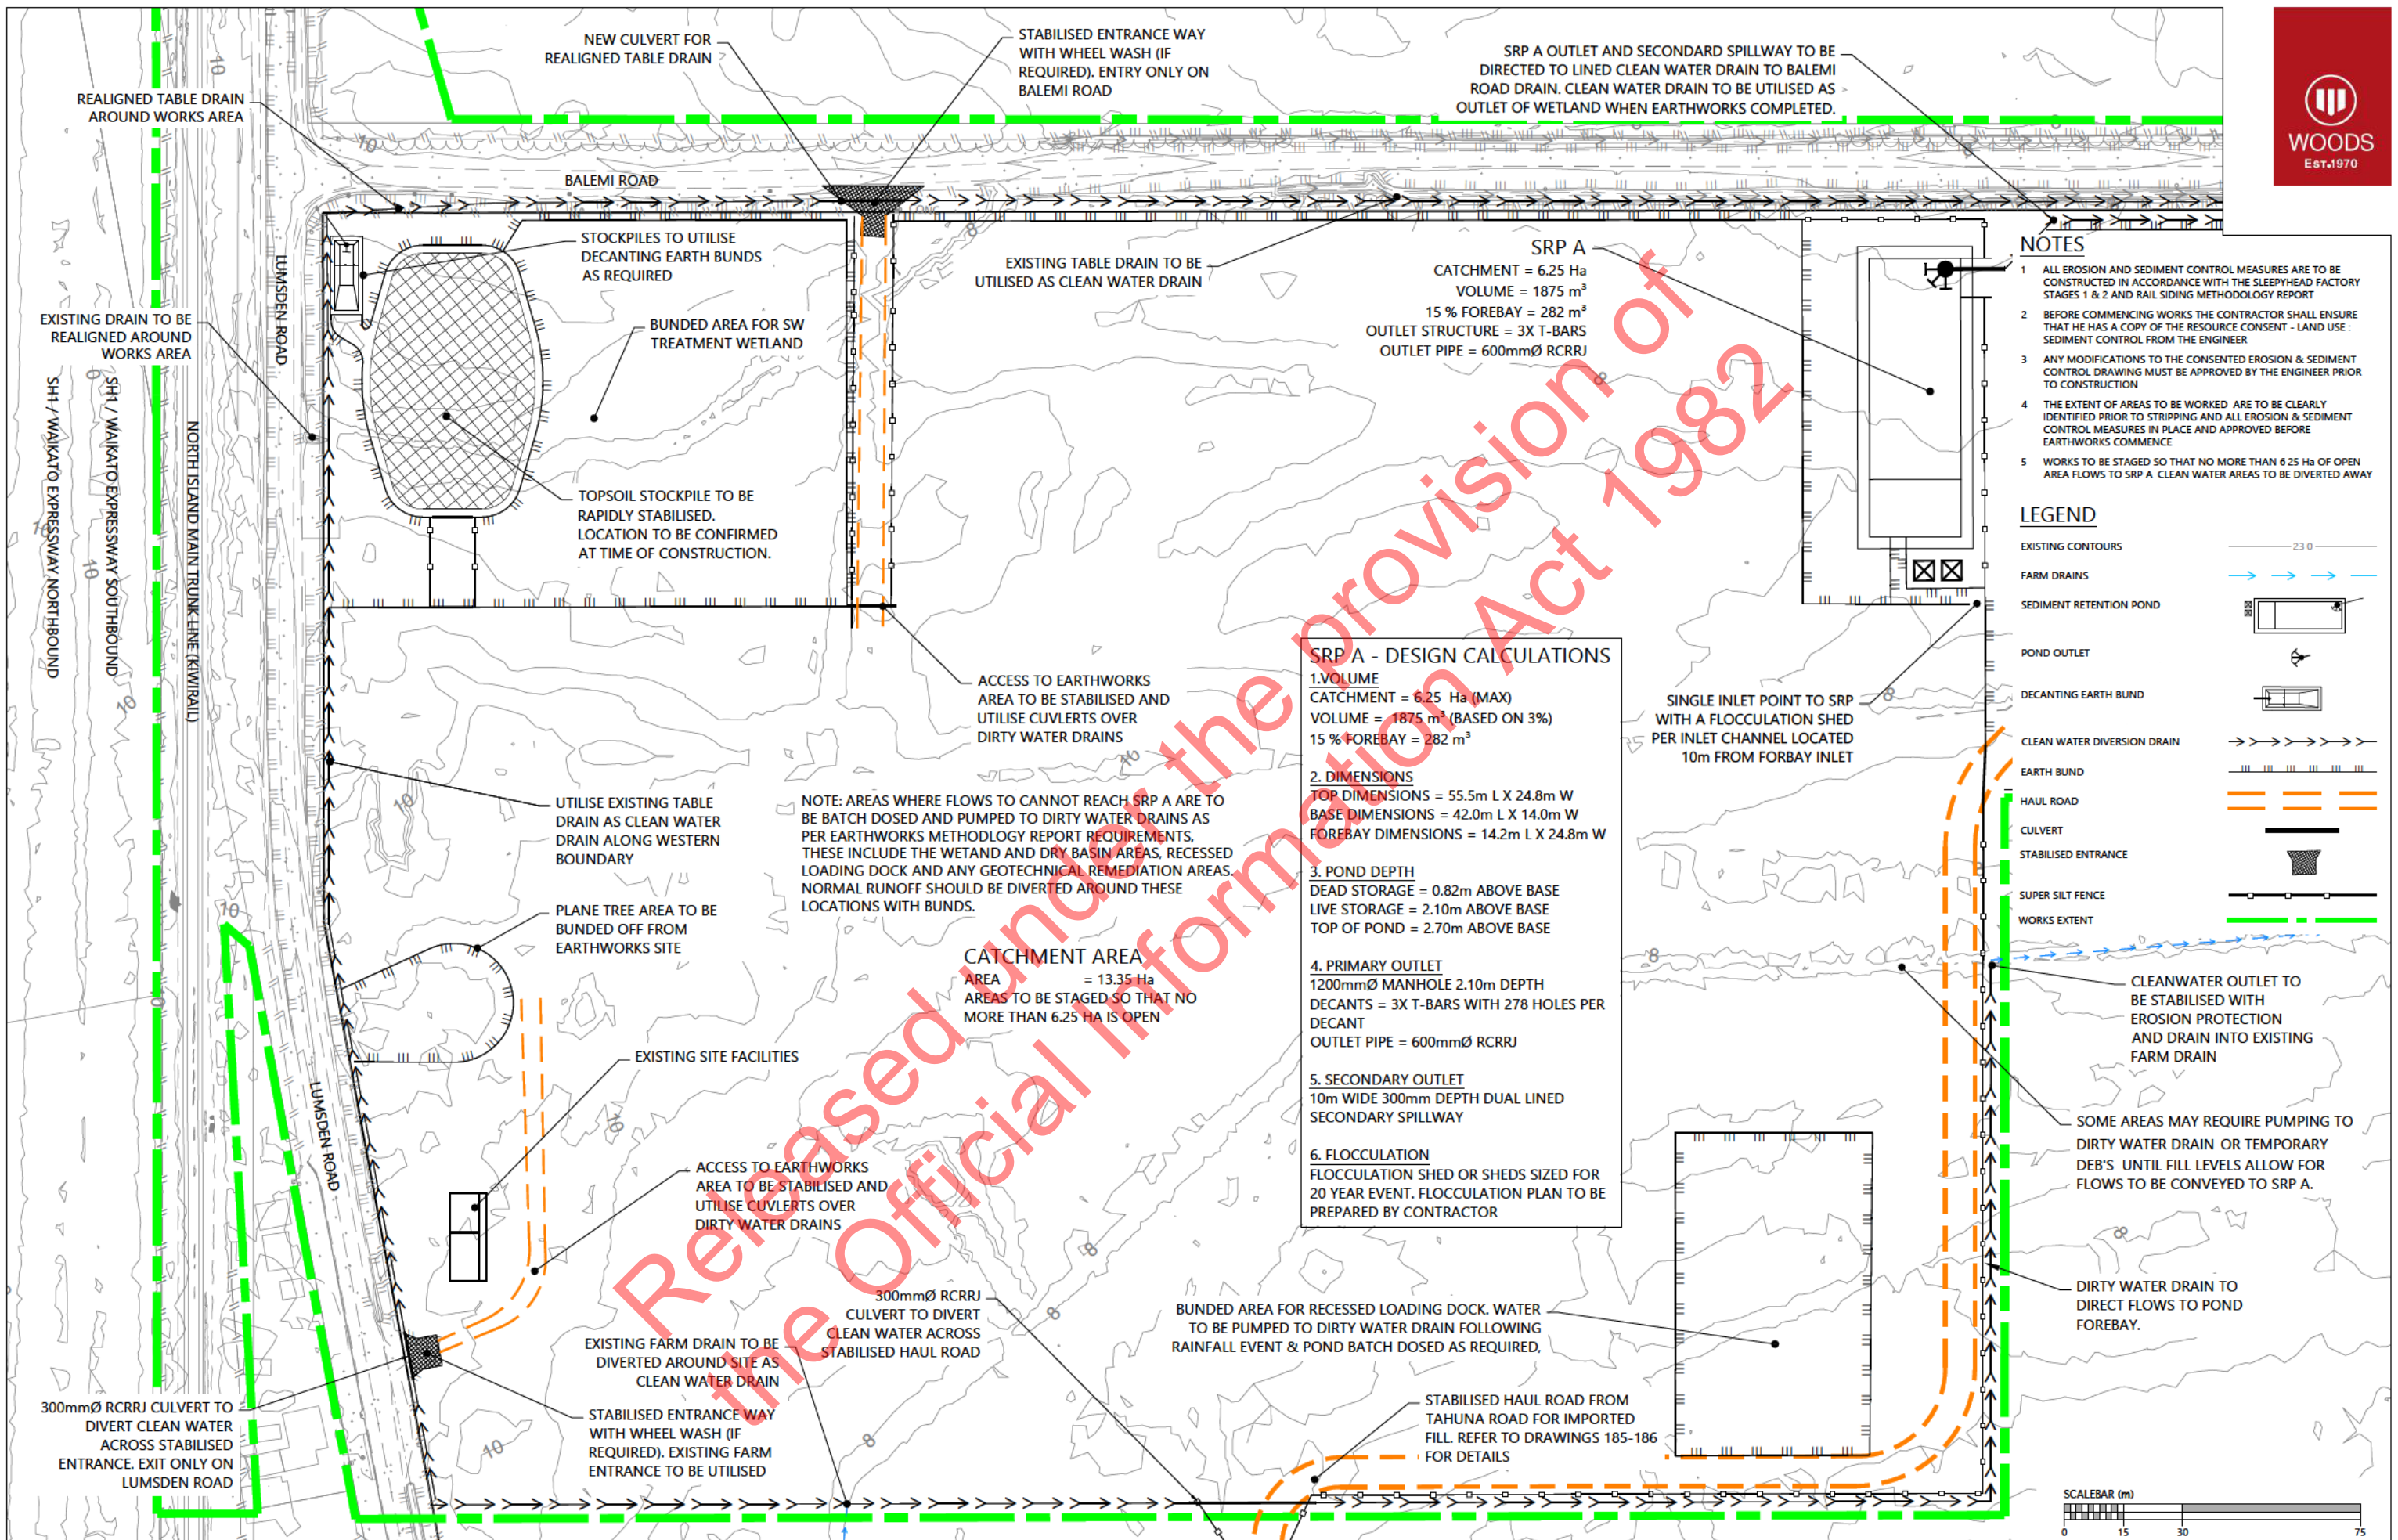 NEW CULVERT FOR
REALIGNED TABLE DRAIN
STABILISED ENTRANCE WAY
WITH WHEEL WASH (IF
REQUIRED). ENTRY ONLY ON
BALEMI ROAD
SRP A OUTLET AND SECONDARD SPILLWAY TO BE
DIRECTED TO LINED CLEAN WATER DRAIN TO BALEMI
ROAD DRAIN. CLEAN WATER DRAIN TO BE UTILISED AS
OUTLET OF WETLAND WHEN EARTHWORKS COMPLETED.
WOODS
EST.1970
REALIGNED TABLE DRAIN
AROUND WORKS AREA
10
10
8
BALEMI ROAD
STOCKPILES TO UTILISE
DECANTING EARTH BUNDS
AS REQUIRED
EXISTING TABLE DRAIN TO BE
UTILISED AS CLEAN WATER DRAIN
8
SRP A
CATCHMENT = 6.25 Ha
VOLUME = 1875 m³
15 % FOREBAY = 282 m³
OUTLET STRUCTURE = 3X T-BARS
OUTLET PIPE = 600mmØ RCRRJ
8
EXISTING DRAIN TO BE
REALIGNED AROUND
WORKS AREA
LUMSDEN ROAD
BUNDED AREA FOR SW
TREATMENT WETLAND
SH1 / WAIKATO EXPRESSWAY NORTHBOUND
SH1 / WAIKATO EXPRESSWAY SOUTHBOUND
NORTH ISLAND MAIN TRUNK LINE (KIWIRAIL)
10
10
10
TOPSOIL STOCKPILE TO BE
RAPIDLY STABILISED.
LOCATION TO BE CONFIRMED
AT TIME OF CONSTRUCTION.
NOTES
1 ALL EROSION AND SEDIMENT CONTROL MEASURES ARE TO BE
CONSTRUCTED IN ACCORDANCE WITH THE SLEEPYHEAD FACTORY
STAGES 1 & 2 AND RAIL SIDING METHODOLOGY REPORT
2 BEFORE COMMENCING WORKS THE CONTRACTOR SHALL ENSURE
THAT HE HAS A COPY OF THE RESOURCE CONSENT - LAND USE :
SEDIMENT CONTROL FROM THE ENGINEER
3 ANY MODIFICATIONS TO THE CONSENTED EROSION & SEDIMENT
CONTROL DRAWING MUST BE APPROVED BY THE ENGINEER PRIOR
TO CONSTRUCTION
4 THE EXTENT OF AREAS TO BE WORKED ARE TO BE CLEARLY
IDENTIFIED PRIOR TO STRIPPING AND ALL EROSION & SEDIMENT
CONTROL MEASURES IN PLACE AND APPROVED BEFORE
EARTHWORKS COMMENCE
5 WORKS TO BE STAGED SO THAT NO MORE THAN 6 25 Ha OF OPEN
AREA FLOWS TO SRP A CLEAN WATER AREAS TO BE DIVERTED AWAY
LEGEND
EXISTING CONTOURS
23 0
FARM DRAINS
SEDIMENT RETENTION POND
POND OUTLET
DECANTING EARTH BUND
CLEAN WATER DIVERSION DRAIN
EARTH BUND
HAUL ROAD
CULVERT
STABILISED ENTRANCE
SUPER SILT FENCE
WORKS EXTENT
ACCESS TO EARTHWORKS
AREA TO BE STABILISED AND
UTILISE CUVLERTS OVER
DIRTY WATER DRAINS
SRP A - DESIGN CALCULATIONS
1.VOLUME
CATCHMENT = 6.25 Ha (MAX)
VOLUME = 1875 m³ (BASED ON 3%)
15 % FOREBAY = 282 m³
2. DIMENSIONS
TOP DIMENSIONS = 55.5m L X 24.8m W
BASE DIMENSIONS = 42.0m L X 14.0m W
FOREBAY DIMENSIONS = 14.2m L X 24.8m W
3. POND DEPTH
DEAD STORAGE = 0.82m ABOVE BASE
LIVE STORAGE = 2.10m ABOVE BASE
TOP OF POND = 2.70m ABOVE BASE
4. PRIMARY OUTLET
1200mmØ MANHOLE 2.10m DEPTH
DECANTS = 3X T-BARS WITH 278 HOLES PER
DECANT
OUTLET PIPE = 600mmØ RCRRJ
5. SECONDARY OUTLET
10m WIDE 300mm DEPTH DUAL LINED
SECONDARY SPILLWAY
6. FLOCCULATION
FLOCCULATION SHED OR SHEDS SIZED FOR
20 YEAR EVENT. FLOCCULATION PLAN TO BE
PREPARED BY CONTRACTOR
SINGLE INLET POINT TO SRP
WITH A FLOCCULATION SHED
PER INLET CHANNEL LOCATED
10m FROM FORBAY INLET
8
UTILISE EXISTING TABLE
DRAIN AS CLEAN WATER
DRAIN ALONG WESTERN
BOUNDARY
10
10
NOTE: AREAS WHERE FLOWS TO CANNOT REACH SRP A ARE TO
BE BATCH DOSED AND PUMPED TO DIRTY WATER DRAINS AS
PER EARTHWORKS METHODLOGY REPORT REQUIREMENTS,
THESE INCLUDE THE WETAND AND DRY BASIN AREAS, RECESSED
LOADING DOCK AND ANY GEOTECHNICAL REMEDIATION AREAS.
NORMAL RUNOFF SHOULD BE DIVERTED AROUND THESE
LOCATIONS WITH BUNDS.
10
PLANE TREE AREA TO BE
BUNDED OFF FROM
EARTHWORKS SITE
CATCHMENT AREA
AREA = 13.35 Ha
AREAS TO BE STAGED SO THAT NO
MORE THAN 6.25 HA IS OPEN
8
CLEANWATER OUTLET TO
BE STABILISED WITH
EROSION PROTECTION
AND DRAIN INTO EXISTING
FARM DRAIN
EXISTING SITE FACILITIES
LUMSDEN ROAD
10
SOME AREAS MAY REQUIRE PUMPING TO
DIRTY WATER DRAIN OR TEMPORARY
DEB'S UNTIL FILL LEVELS ALLOW FOR
FLOWS TO BE CONVEYED TO SRP A.
ACCESS TO EARTHWORKS
AREA TO BE STABILISED AND
UTILISE CUVLERTS OVER
DIRTY WATER DRAINS
8
8
8
300mmØ RCRRJ
CULVERT TO DIVERT
CLEAN WATER ACROSS
STABILISED HAUL ROAD
BUNDED AREA FOR RECESSED LOADING DOCK. WATER
TO BE PUMPED TO DIRTY WATER DRAIN FOLLOWING
RAINFALL EVENT & POND BATCH DOSED AS REQUIRED,
DIRTY WATER DRAIN TO
DIRECT FLOWS TO POND
FOREBAY.
EXISTING FARM DRAIN TO BE
DIVERTED AROUND SITE AS
CLEAN WATER DRAIN
300mmØ RCRRJ CULVERT TO
DIVERT CLEAN WATER
ACROSS STABILISED
ENTRANCE. EXIT ONLY ON
LUMSDEN ROAD
STABILISED ENTRANCE WAY
WITH WHEEL WASH (IF
REQUIRED). EXISTING FARM
ENTRANCE TO BE UTILISED
10
8
STABILISED HAUL ROAD FROM
TAHUNA ROAD FOR IMPORTED
FILL. REFER TO DRAWINGS 185-186
FOR DETAILS
SCALEBAR (m)
0 15 30 75
Released under the provision of
the Official Information Act 1982